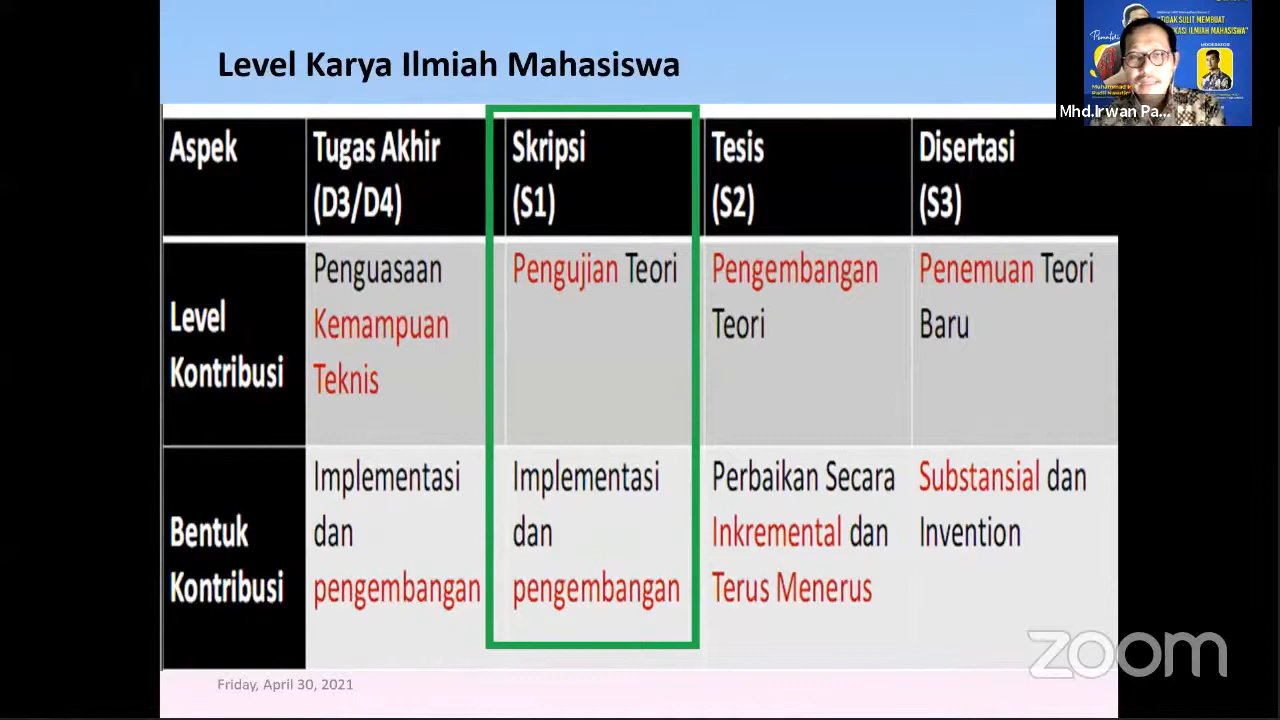 Level Karya Ilmiah Mahasiswa
Aspek
Tugas Akhir
(D3/D4)
Skripsi
(S1)
Tesis
(S2)
Disertasi
(S3)
Level
Kontribusi
Penguasaan
Kemampuan
Teknis
Pengujian Teori
Pengembangan
Teori
Penemuan Teori
Baru
Bentuk
Kontribusi
Implementasi
dan
pengembangan
Implementasi
dan
pengembangan
Perbaikan Secara
Inkremental dan
Terus Menerus
Substansial dan
Invention
Friday, April 30, 2021
zoom
"TIDAK SULIT MEMBUAT
ILMIAH MAHASISWA"
MODERATOR
Muhammad
Mhd.Irwan Pa...